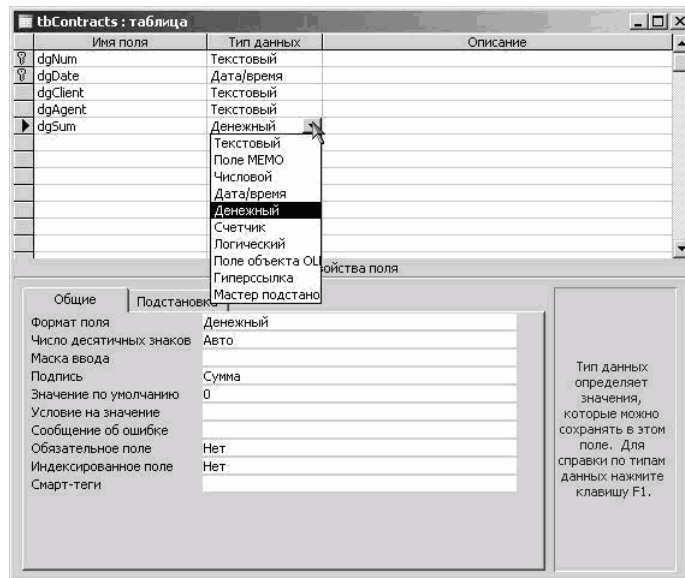 tbContracts : таблица
Имя поля Тип данных Описание
dgNum Текстовый
dgDate Дата/время
dgClient Текстовый
dgAgent Текстовый
dgSum Денежный
Текстовый
Поле МЕМО
Числовой
Дата/время
Денежный
Счетчик
Логический
Поле объекта OLE
Гиперссылка
Мастер подстано
ойства поля
Общие Подстановка
Формат поля Денежный
Число десятичных знаков Авто
Маска ввода
Подпись Сумма
Значение по умолчанию 0
Условие на значение
Сообщение об ошибке
Обязательное поле Нет
Индексированное поле Нет
Смарт-теги
Тип данных
определяет
значения,
которые можно
сохранять в этом
поле. Для
справки по типам
данных нажмите
клавишу F1.